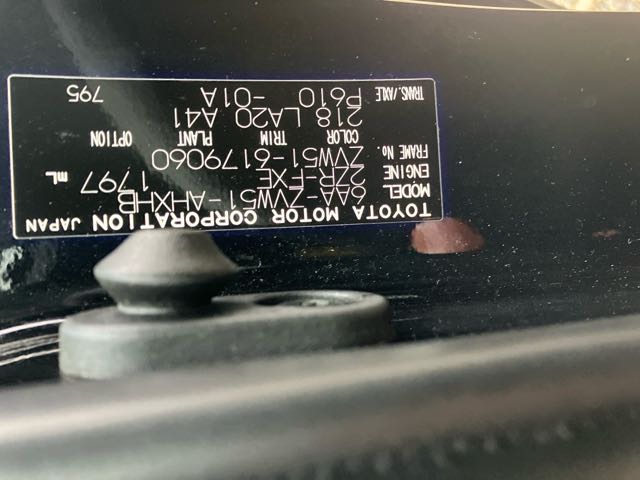 TOYOTA MOTOR CORPORATION JAPAN
MODEL 6AA-ZVW51-AHXHB
ENGINE 2ZR-FXE 1797 mL
FRAME No. ZVW51-6179060
COLOR TRIM PLANT OPTION
218 LA20 A41
TRANS./AXLE P610 -01A
795